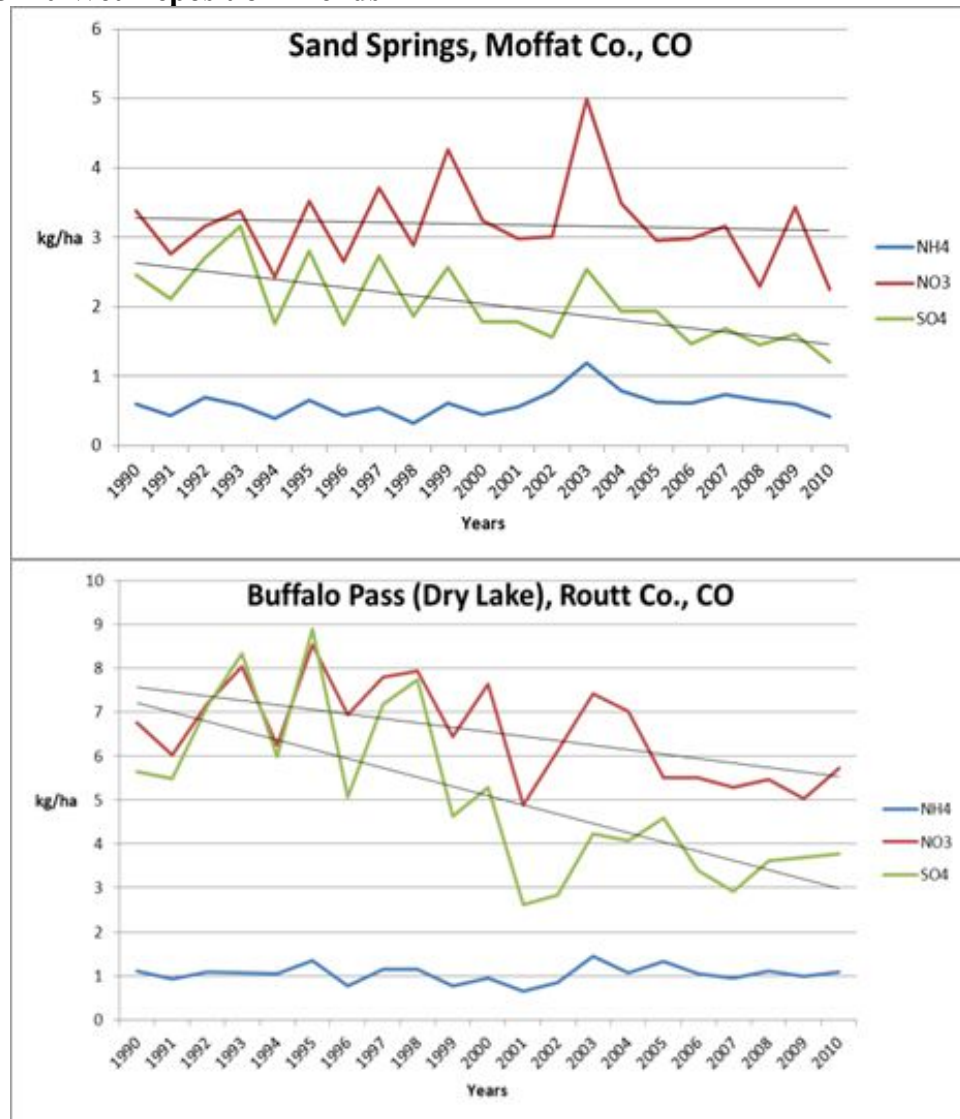 Sand Springs, Moffat Co., CO
6
5
4
3
2
1
0
kg/ha
NH4
NO3
SO4
1990 1991 1992 1993 1994 1995 1996 1997 1998 1999 2000 2001 2002 2003 2004 2005 2006 2007 2008 2009 2010
Years
Buffalo Pass (Dry Lake), Routt Co., CO
10
9
8
7
6
5
4
3
2
1
0
kg/ha
NH4
NO3
SO4
1990 1991 1992 1993 1994 1995 1996 1997 1998 1999 2000 2001 2002 2003 2004 2005 2006 2007 2008 2009 2010
Years